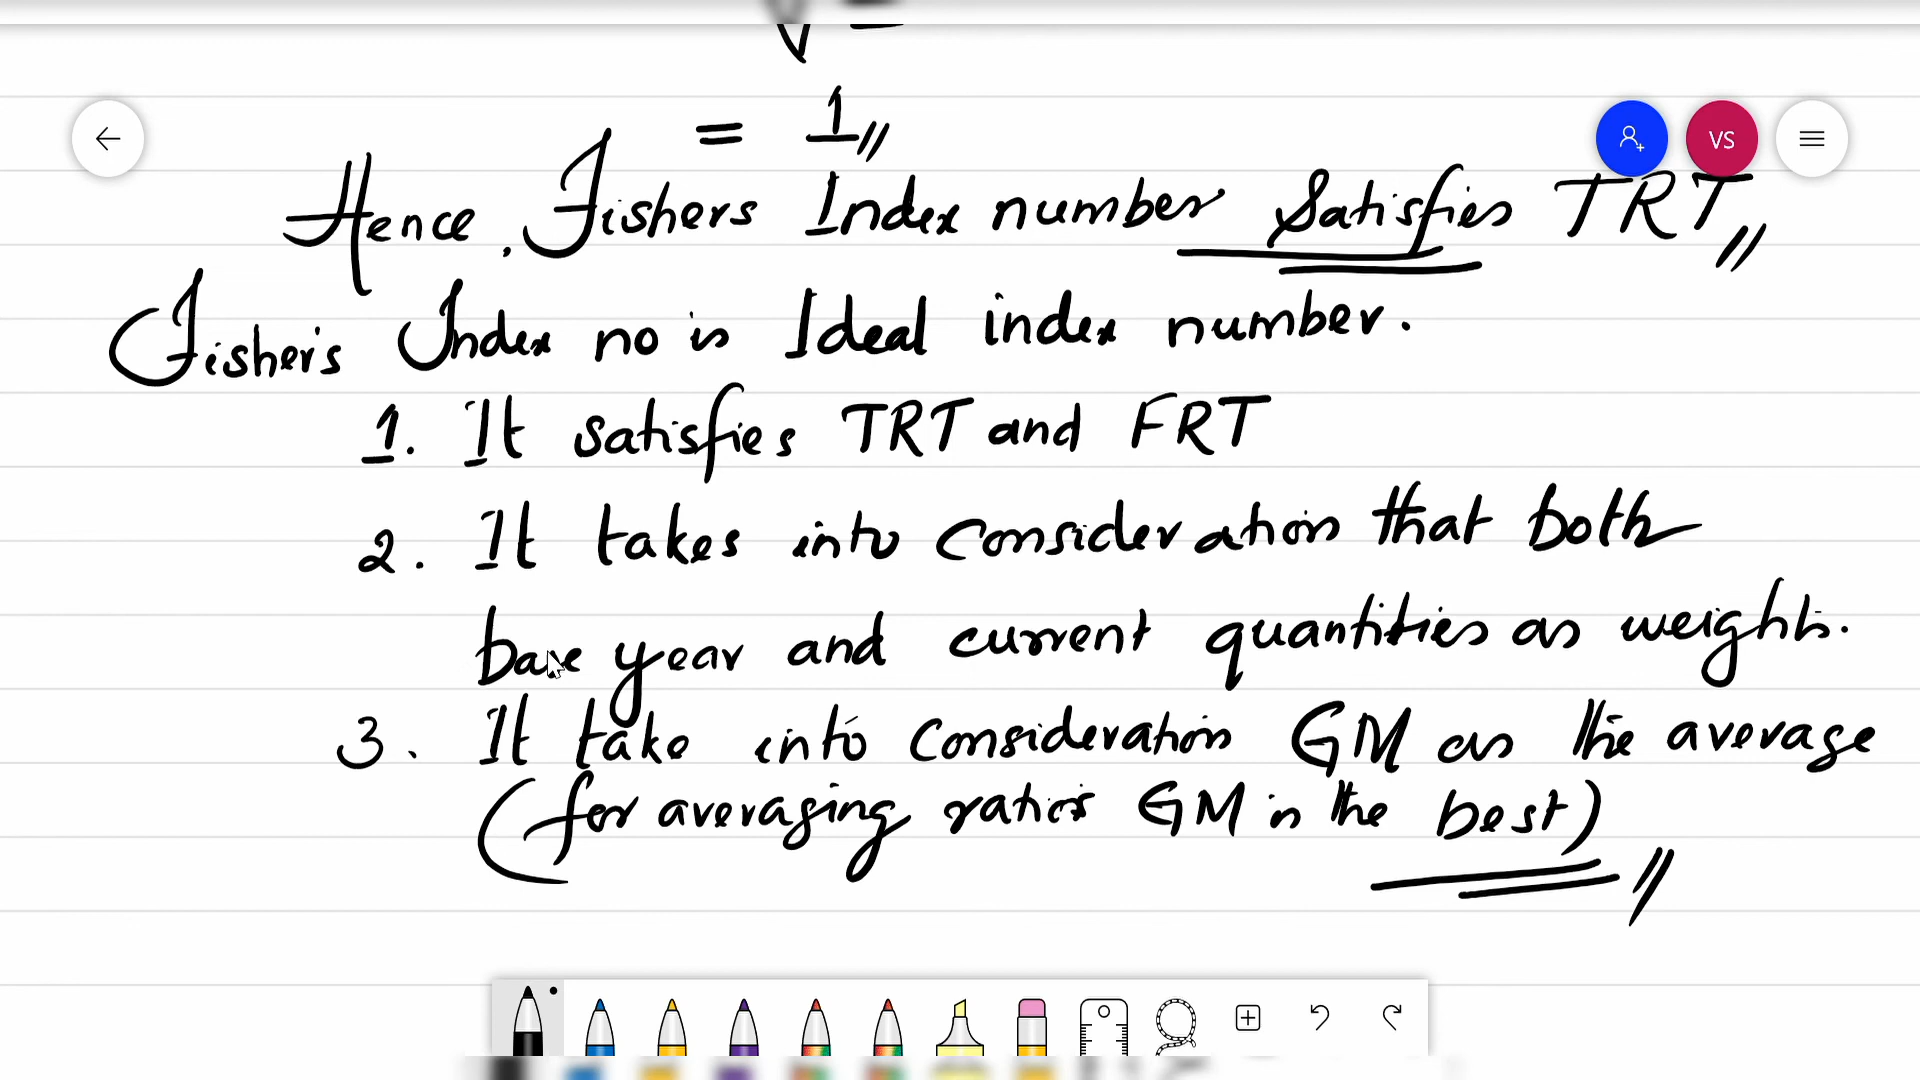 = 1
VS
Hence, Fishers Index number Satisfies TRT
Fisher's Index no is Ideal index number.
1. It satisfies TRT and FRT
2. It takes into Consideration that both
base year and current quantities as weights.
3. It take into Consideration GM as the average
(for averaging ratios GM is the best)